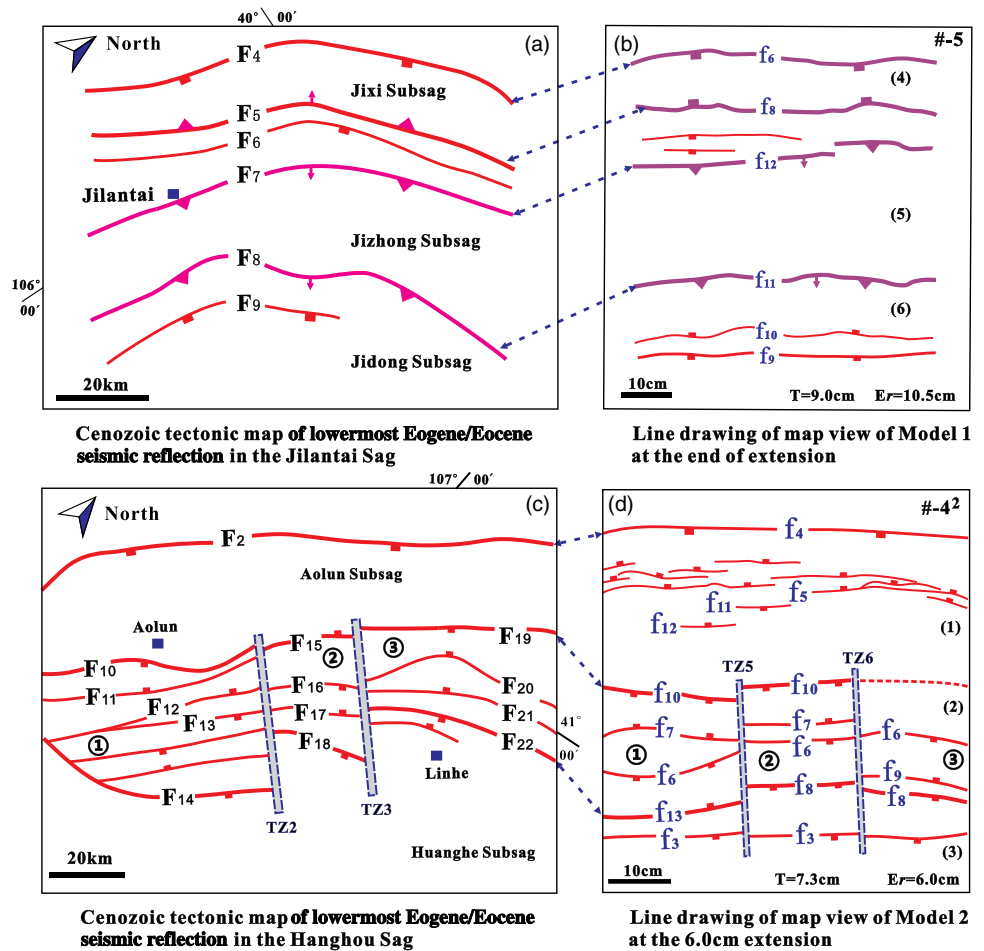 40° 00′
(a)
North
F4
Jixi Subsag
F5
F6
F7
Jilantai
Jizhong Subsag
F8
106° 00′
F9
Jidong Subsag
20km
Cenozoic tectonic map of lowermost Eogene/Eocene
seismic reflection in the Jilantai Sag
(b)
#-5
f6
(4)
f8
f12
(5)
f11
(6)
f10
f9
10cm
T=9.0cm Er=10.5cm
Line drawing of map view of Model 1
at the end of extension
107° 00′
(c)
North
F2
Aolun Subsag
Aolun
F15
③
F19
②
F10
F11
F16
F20
F12
F13
F17
F21
41° 00′
①
F18
F22
Linhe
F14
TZ2
TZ3
Huanghe Subsag
20km
Cenozoic tectonic map of lowermost Eogene/Eocene
seismic reflection in the Hanghou Sag
(d)
#-4²
f4
f5
f11
f12
(1)
TZ5
TZ6
f10
f10
(2)
f7
f7
f6
f6
①
②
③
f6
f9
f8
f8
f13
f3
f3
(3)
10cm
T=7.3cm
Er=6.0cm
Line drawing of map view of Model 2
at the 6.0cm extension